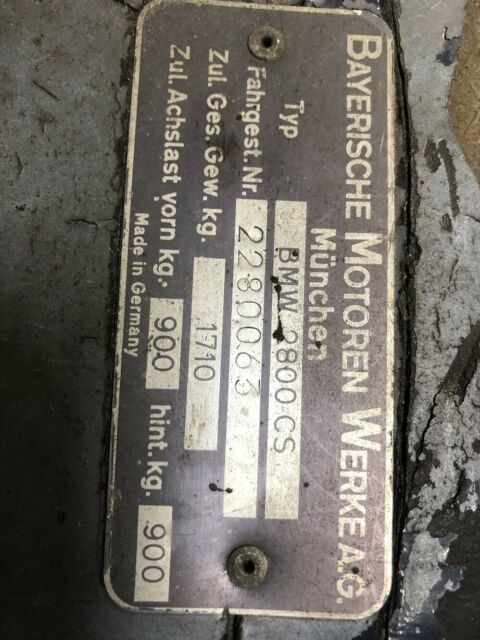 BAYERISCHE MOTOREN WERKE A.G.
München
Typ BMW 2800 CS
Fahrgest. Nr. 2280063
Zul. Ges. Gew. kg. 1710
Zul. Achslast vorn kg. 900 hint. kg. 900
Made in Germany